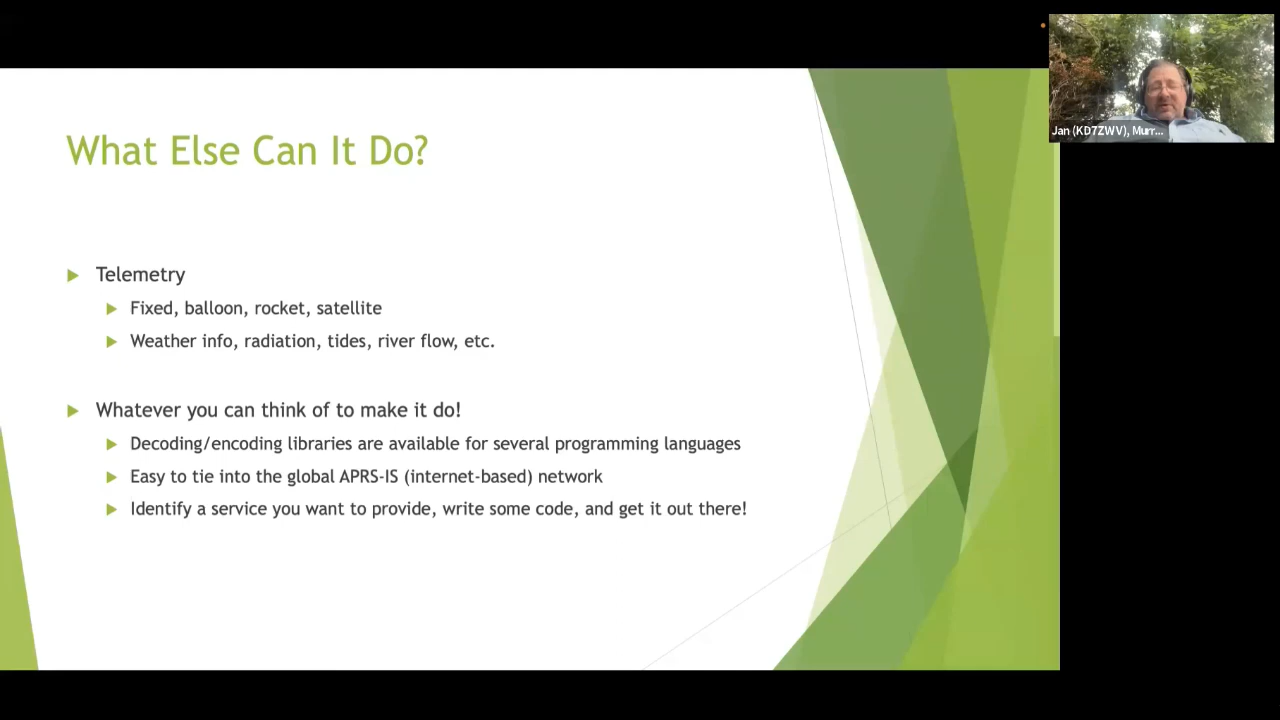 What Else Can It Do?
Telemetry
Fixed, balloon, rocket, satellite
Weather info, radiation, tides, river flow, etc.
Whatever you can think of to make it do!
Decoding/encoding libraries are available for several programming languages
Easy to tie into the global APRS-IS (internet-based) network
Identify a service you want to provide, write some code, and get it out there!
Jan (KD7ZWV), Murr...